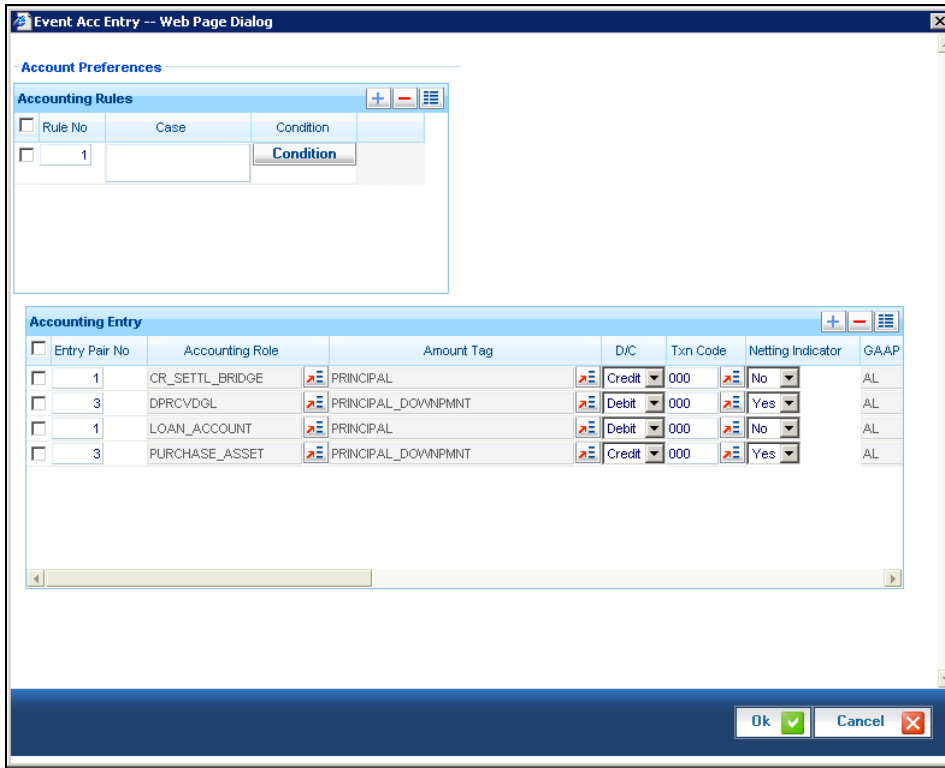 Event Acc Entry -- Web Page Dialog
Account Preferences
Accounting Rules
Rule No Case Condition
1 Condition
Accounting Entry
Entry Pair No Accounting Role Amount Tag D/C Txn Code Netting Indicator GAAP
1 CR_SETTL_BRIDGE PRINCIPAL Credit 000 No AL
3 DPRCVDGL PRINCIPAL_DOWNPMNT Debit 000 Yes AL
1 LOAN_ACCOUNT PRINCIPAL Debit 000 No AL
3 PURCHASE_ASSET PRINCIPAL_DOWNPMNT Credit 000 Yes AL
Ok Cancel